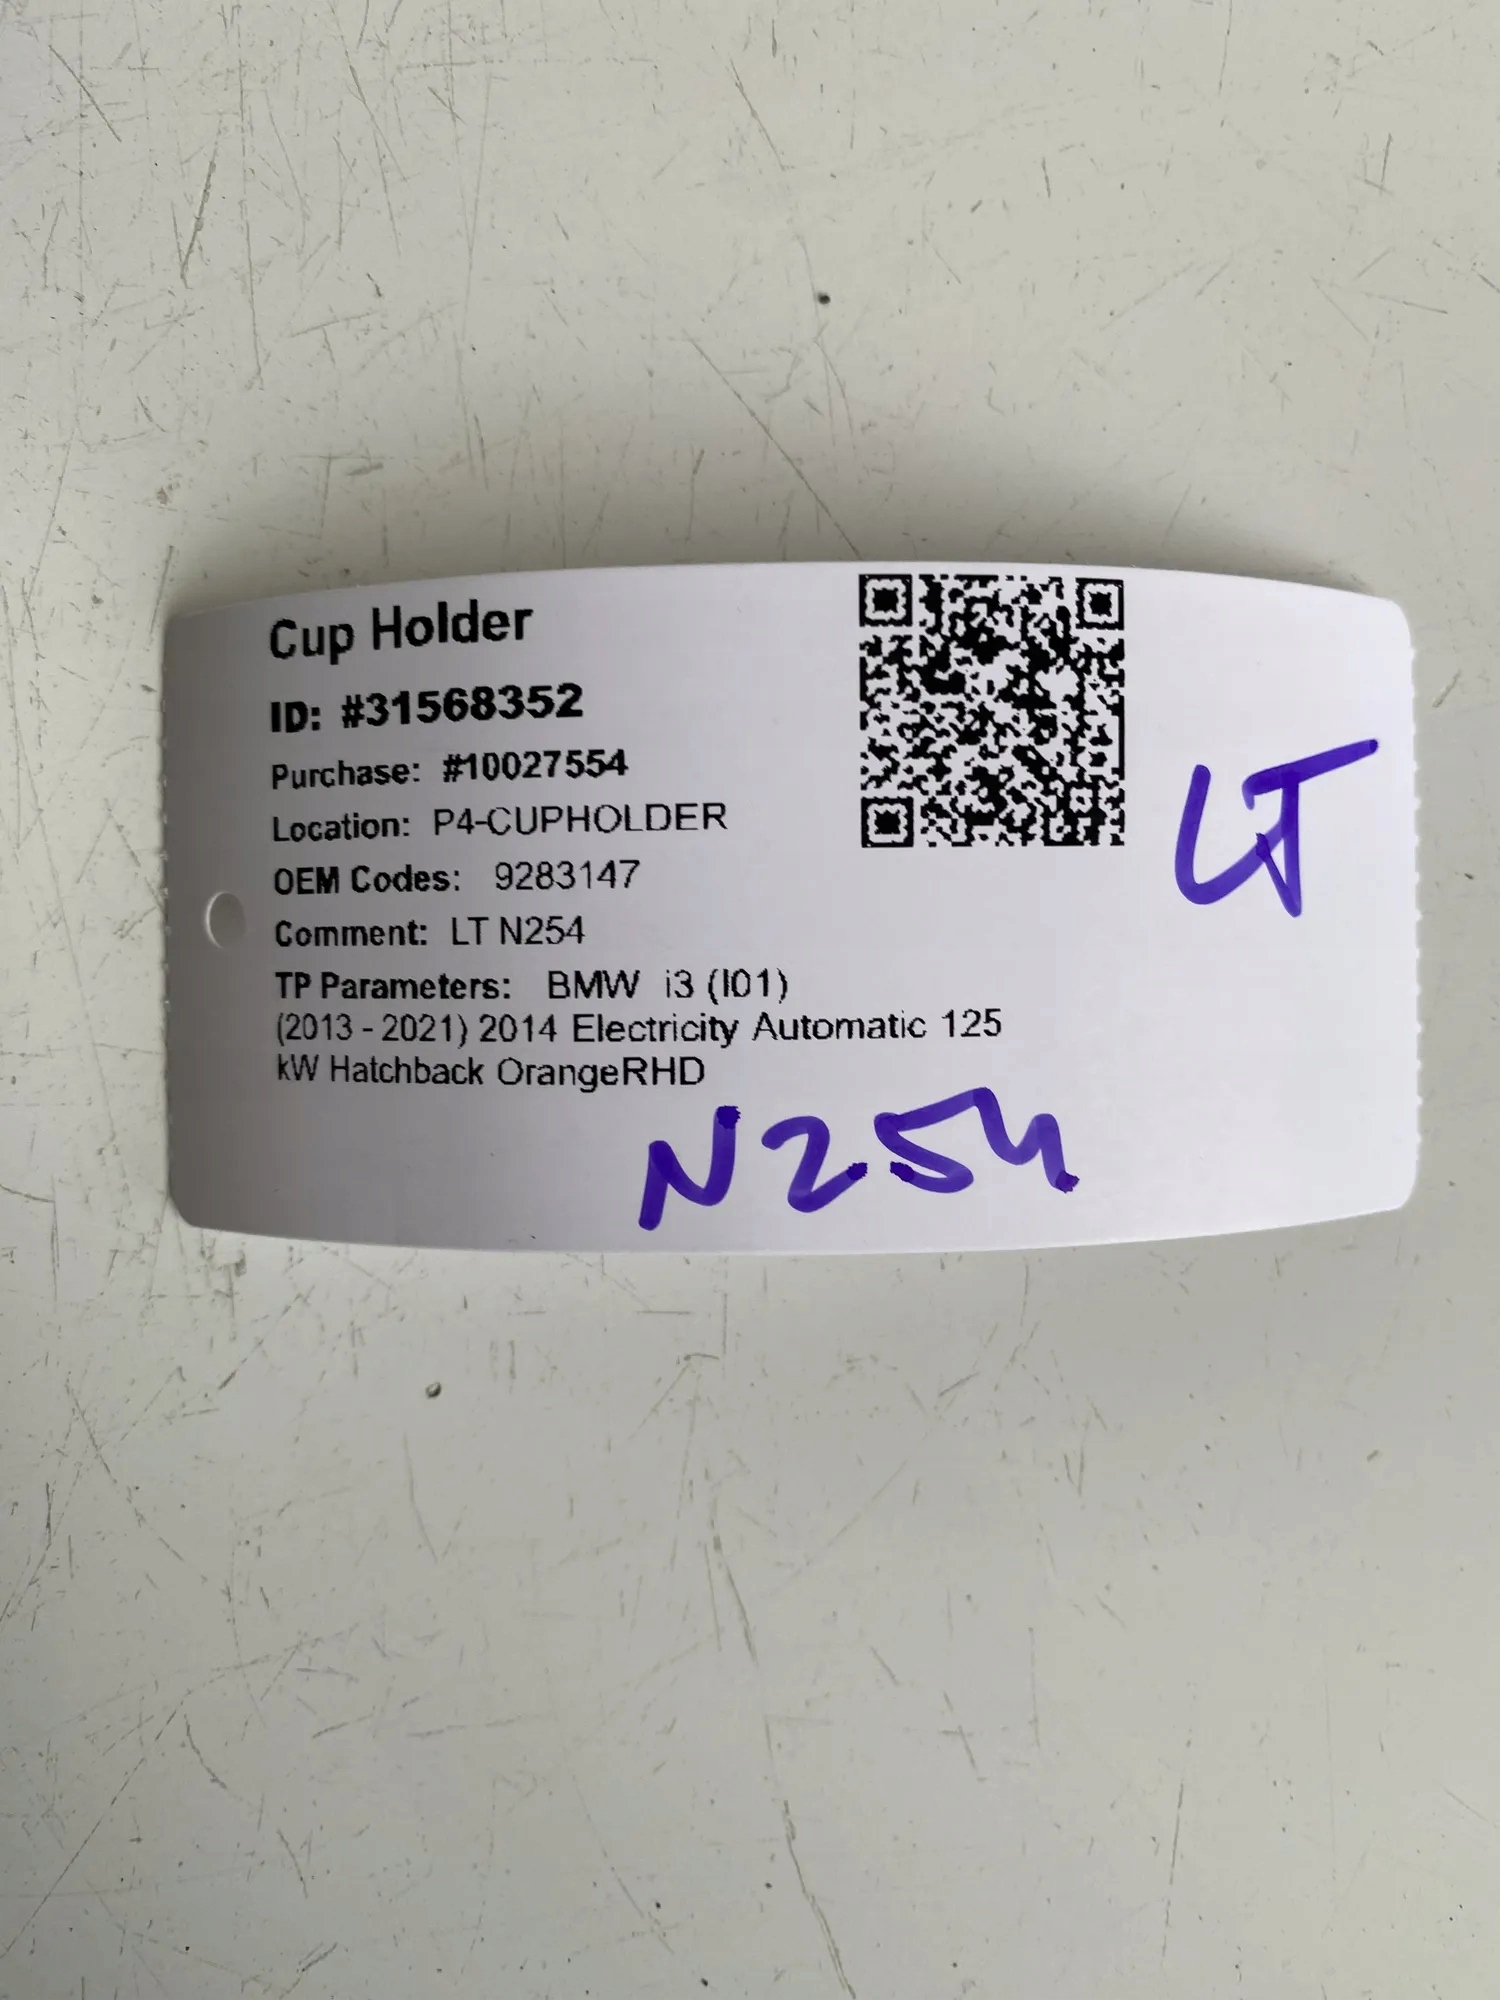 Cup Holder
ID: #31568352
Purchase: #10027554
Location: P4-CUPHOLDER
OEM Codes: 9283147
Comment: LT N254
TP Parameters: BMW i3 (I01)
(2013 - 2021) 2014 Electricity Automatic 125
kW Hatchback OrangeRHD
LT
N254